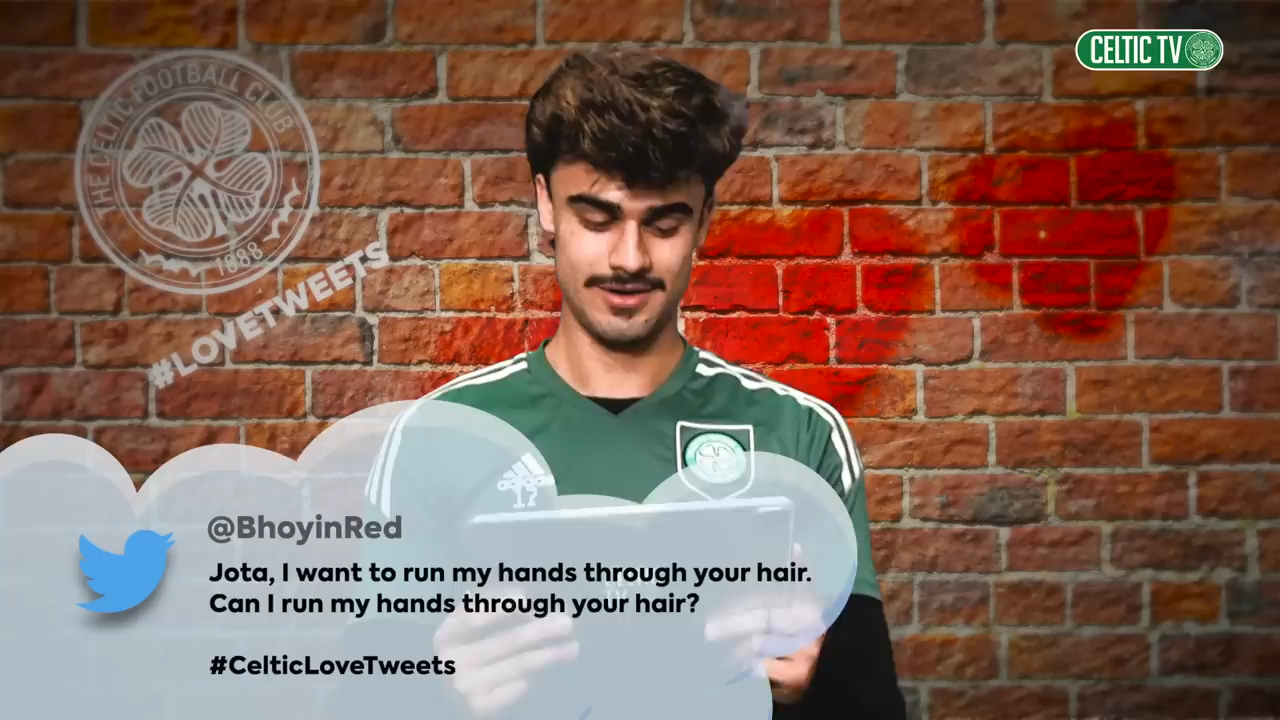 CELTIC TV
THE CELTIC FOOTBALL CLUB
1888
#LOVETWEETS
17
@BhoyinRed
Jota, I want to run my hands through your hair.
Can I run my hands through your hair?
#CelticLoveTweets